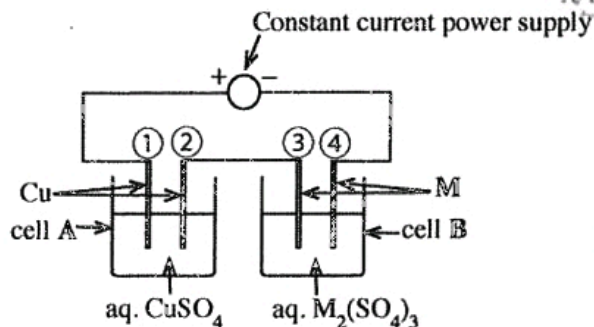 Constant current power supply
+ −
① ② ③ ④
Cu M
cell A cell B
aq. CuSO₄ aq. M₂(SO₄)₃